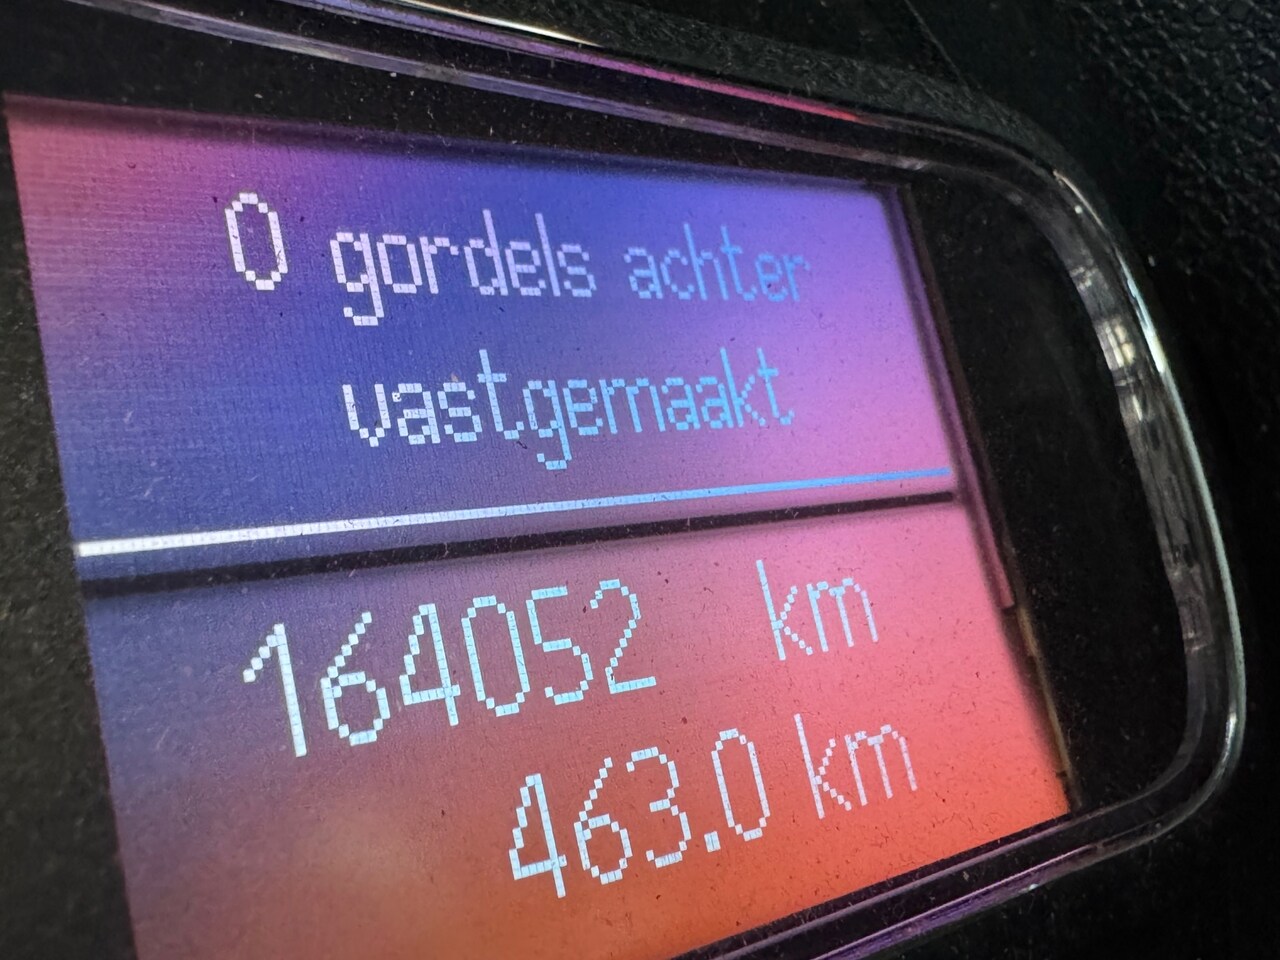 0 gordels achter
vastgemaakt
164052 km
463.0 km